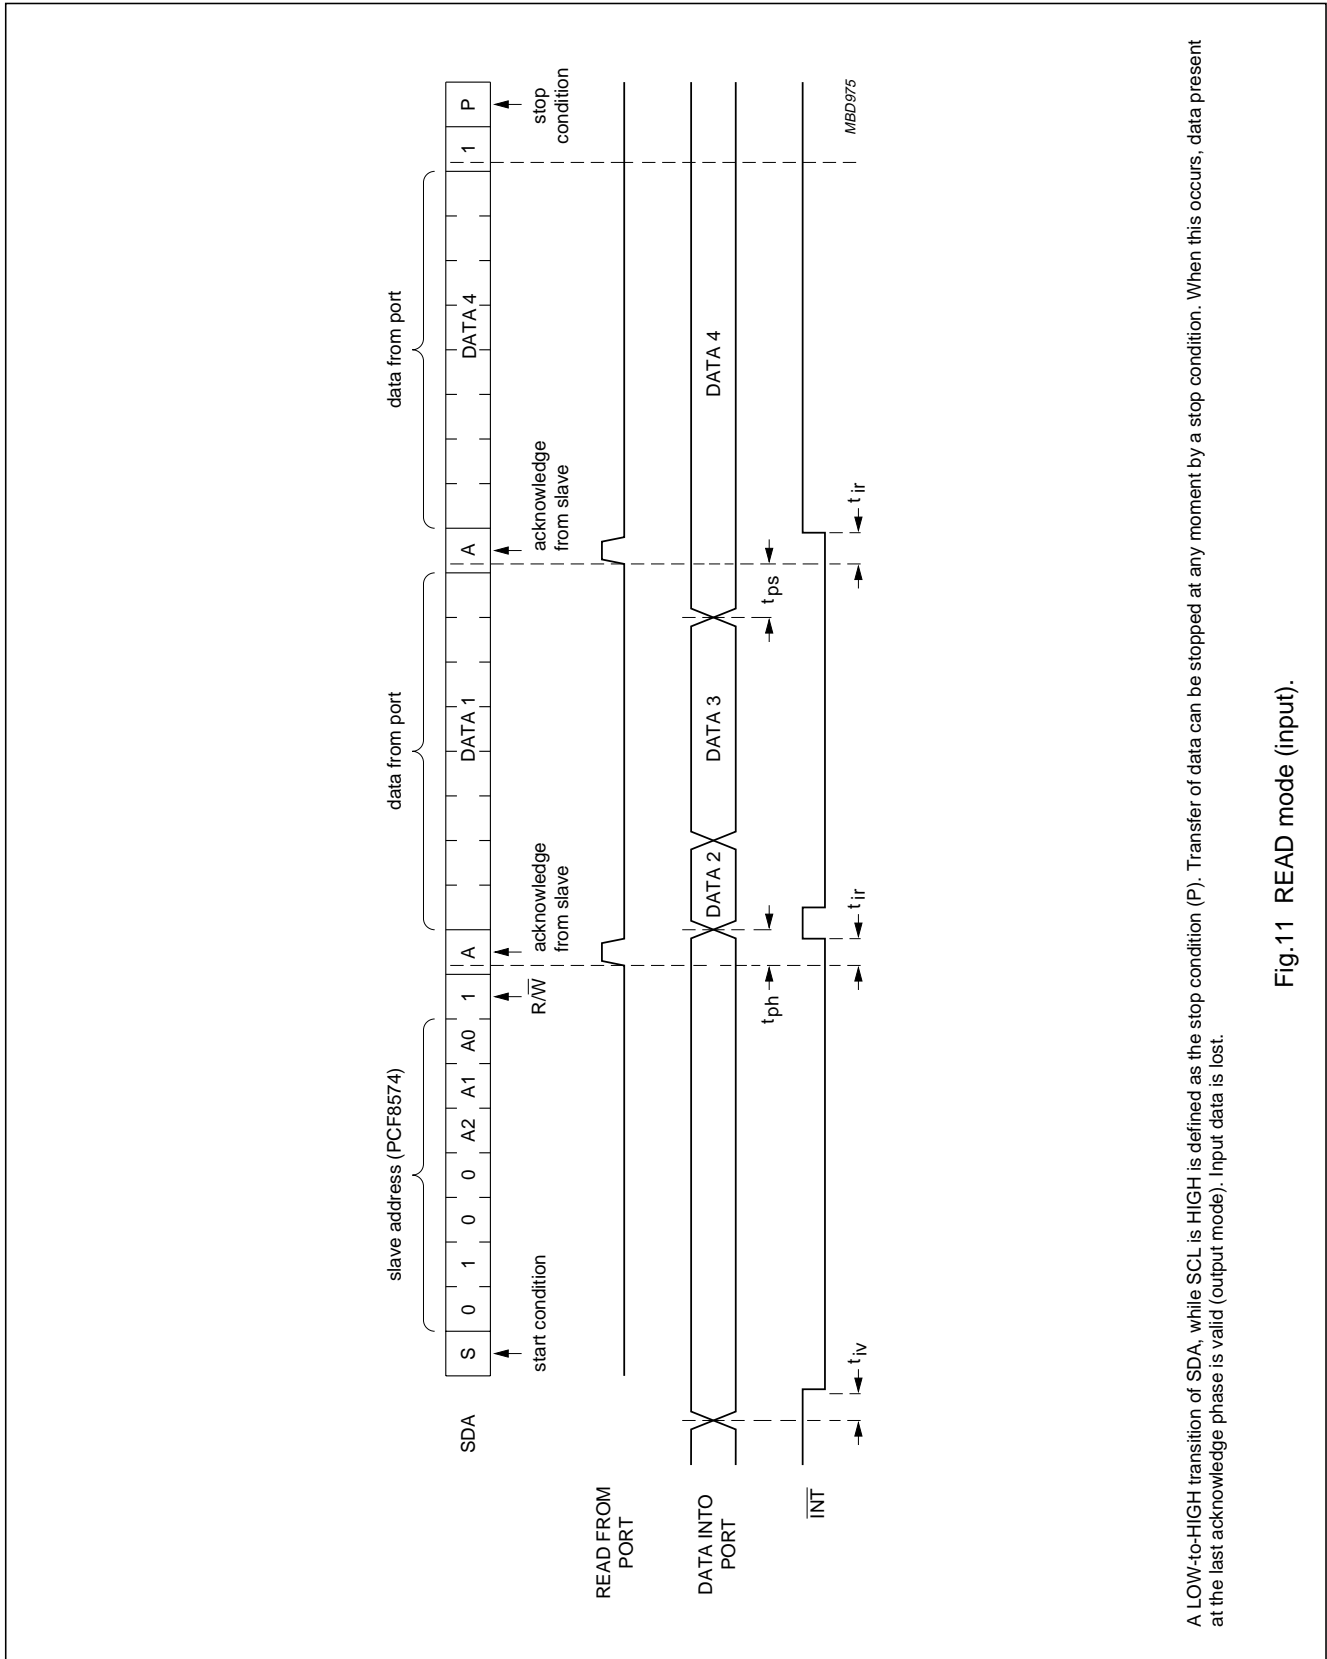 slave address (PCF8574)
data from port
data from port
SDA
S 0 1 0 0 A2 A1 A0 1 A DATA 1 A DATA 4 1 P
start condition
R/W
acknowledge
from slave
acknowledge
from slave
stop
condition
READ FROM
PORT
DATA INTO
PORT
DATA 2
DATA 3
DATA 4
tph
tps
INT
tiv
tir
tir
MBD975
A LOW-to-HIGH transition of SDA, while SCL is HIGH is defined as the stop condition (P). Transfer of data can be stopped at any moment by a stop condition. When this occurs, data present
at the last acknowledge phase is valid (output mode). Input data is lost.
Fig.11 READ mode (input).